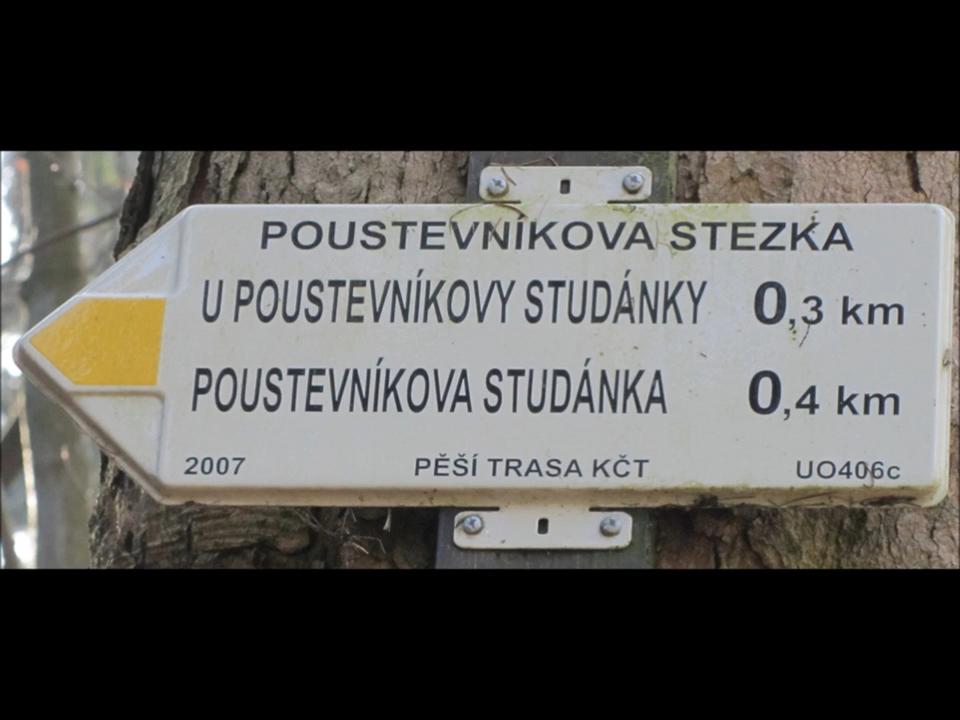 POUSTEVNÍKOVA STEZKA
U POUSTEVNÍKOVY STUDÁNKY 0,3 km
POUSTEVNÍKOVA STUDÁNKA 0,4 km
2007 PĚŠÍ TRASA KČT UO406c